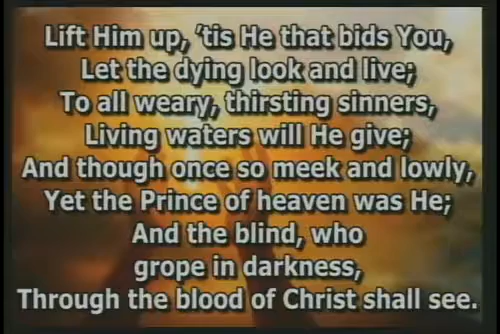 Lift Him up, ’tis He that bids You,
Let the dying look and live;
To all weary, thirsting sinners,
Living waters will He give;
And though once so meek and lowly,
Yet the Prince of heaven was He;
And the blind, who
grope in darkness,
Through the blood of Christ shall see.